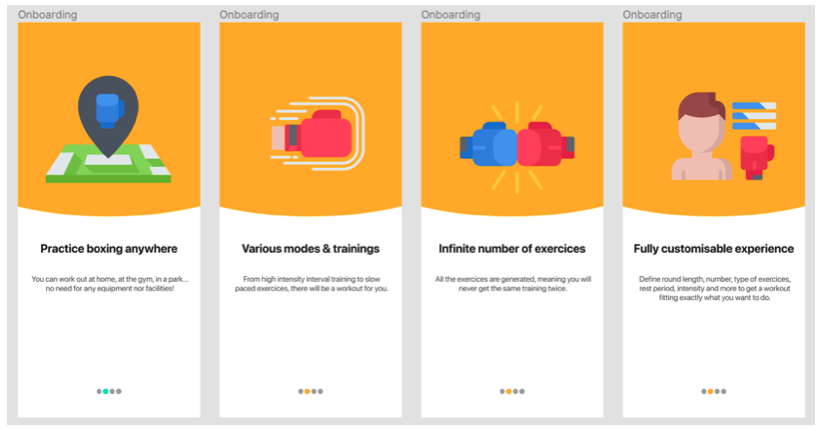 Onboarding
Practice boxing anywhere
You can work out at home, at the gym, in a park...
no need for any equipment nor facilities!
Onboarding
Various modes & trainings
From high intensity interval training to slow
paced exercices, there will be a workout for you.
Onboarding
Infinite number of exercices
All the exercices are generated, meaning you will
never get the same training twice.
Onboarding
Fully customisable experience
Define round length, number, type of exercices,
rest period, intensity and more to get a workout
fitting exactly what you want to do.